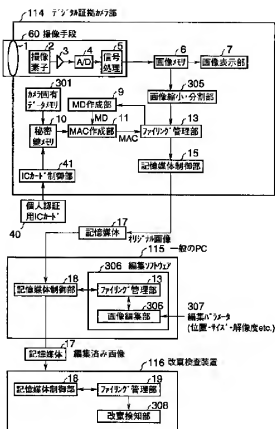 114 デジタル証拠カメラ部
60 撮像手段
1
2
撮像素子
3
4
A/D
5
信号処理
6
画像メモリ
7
画像表示部
301
カメラ固有データメモリ
9
MD作成部
305
画像縮小・分割部
10
秘密鍵メモリ
MD
11
MAC作成部
MAC
13
ファイリング管理部
41
ICカード制御部
15
記憶媒体制御部
個人認証用ICカード
40
17
記憶媒体
オリジナル画像
115 一般のPC
306 編集ソフトウェア
18
記憶媒体制御部
13
ファイリング管理部
306
画像編集部
307
編集パラメータ
(位置・サイズ・解像度etc.)
17
記憶媒体
編集済み画像
116 改竄検査装置
18
記憶媒体制御部
19
ファイリング管理部
308
改竄検知部